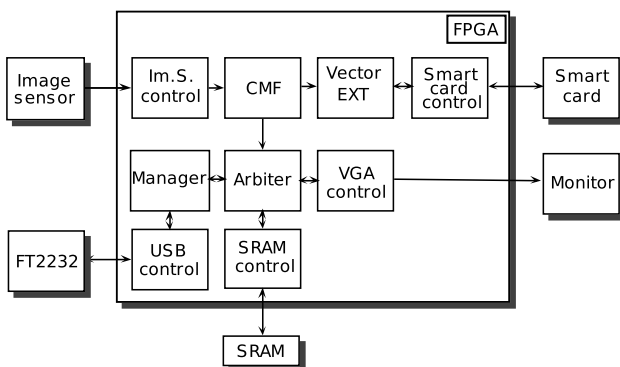 FPGA
Image
sensor
Im.S.
control
CMF
Vector
EXT
Smart
card
control
Smart
card
Manager
Arbiter
VGA
control
Monitor
FT2232
USB
control
SRAM
control
SRAM